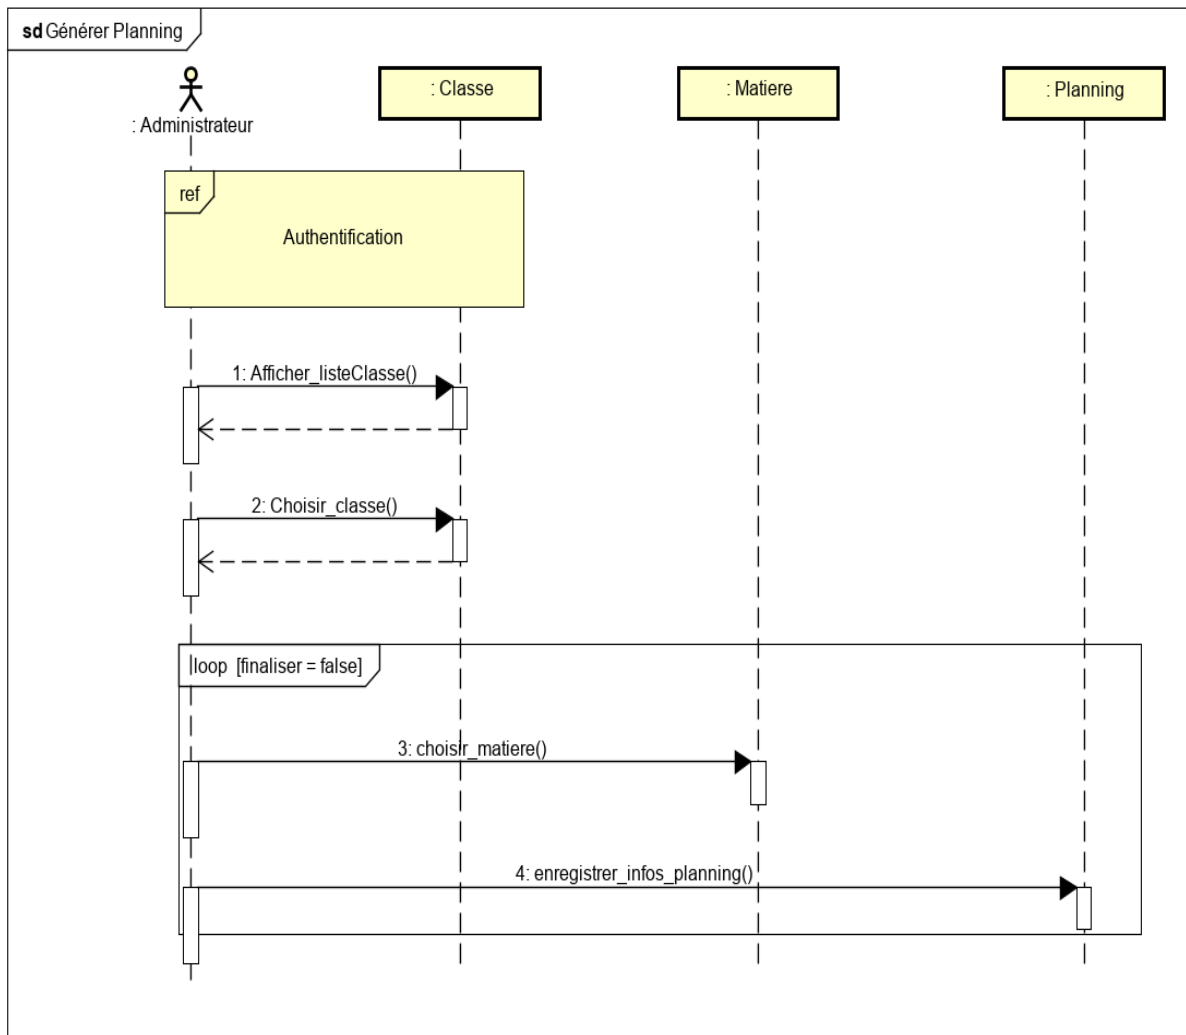 sd Générer Planning
: Administrateur
: Classe
: Matiere
: Planning
ref
Authentification
1: Afficher_listeClasse()
2: Choisir_classe()
loop [finaliser = false]
3: choisir_matiere()
4: enregistrer_infos_planning()